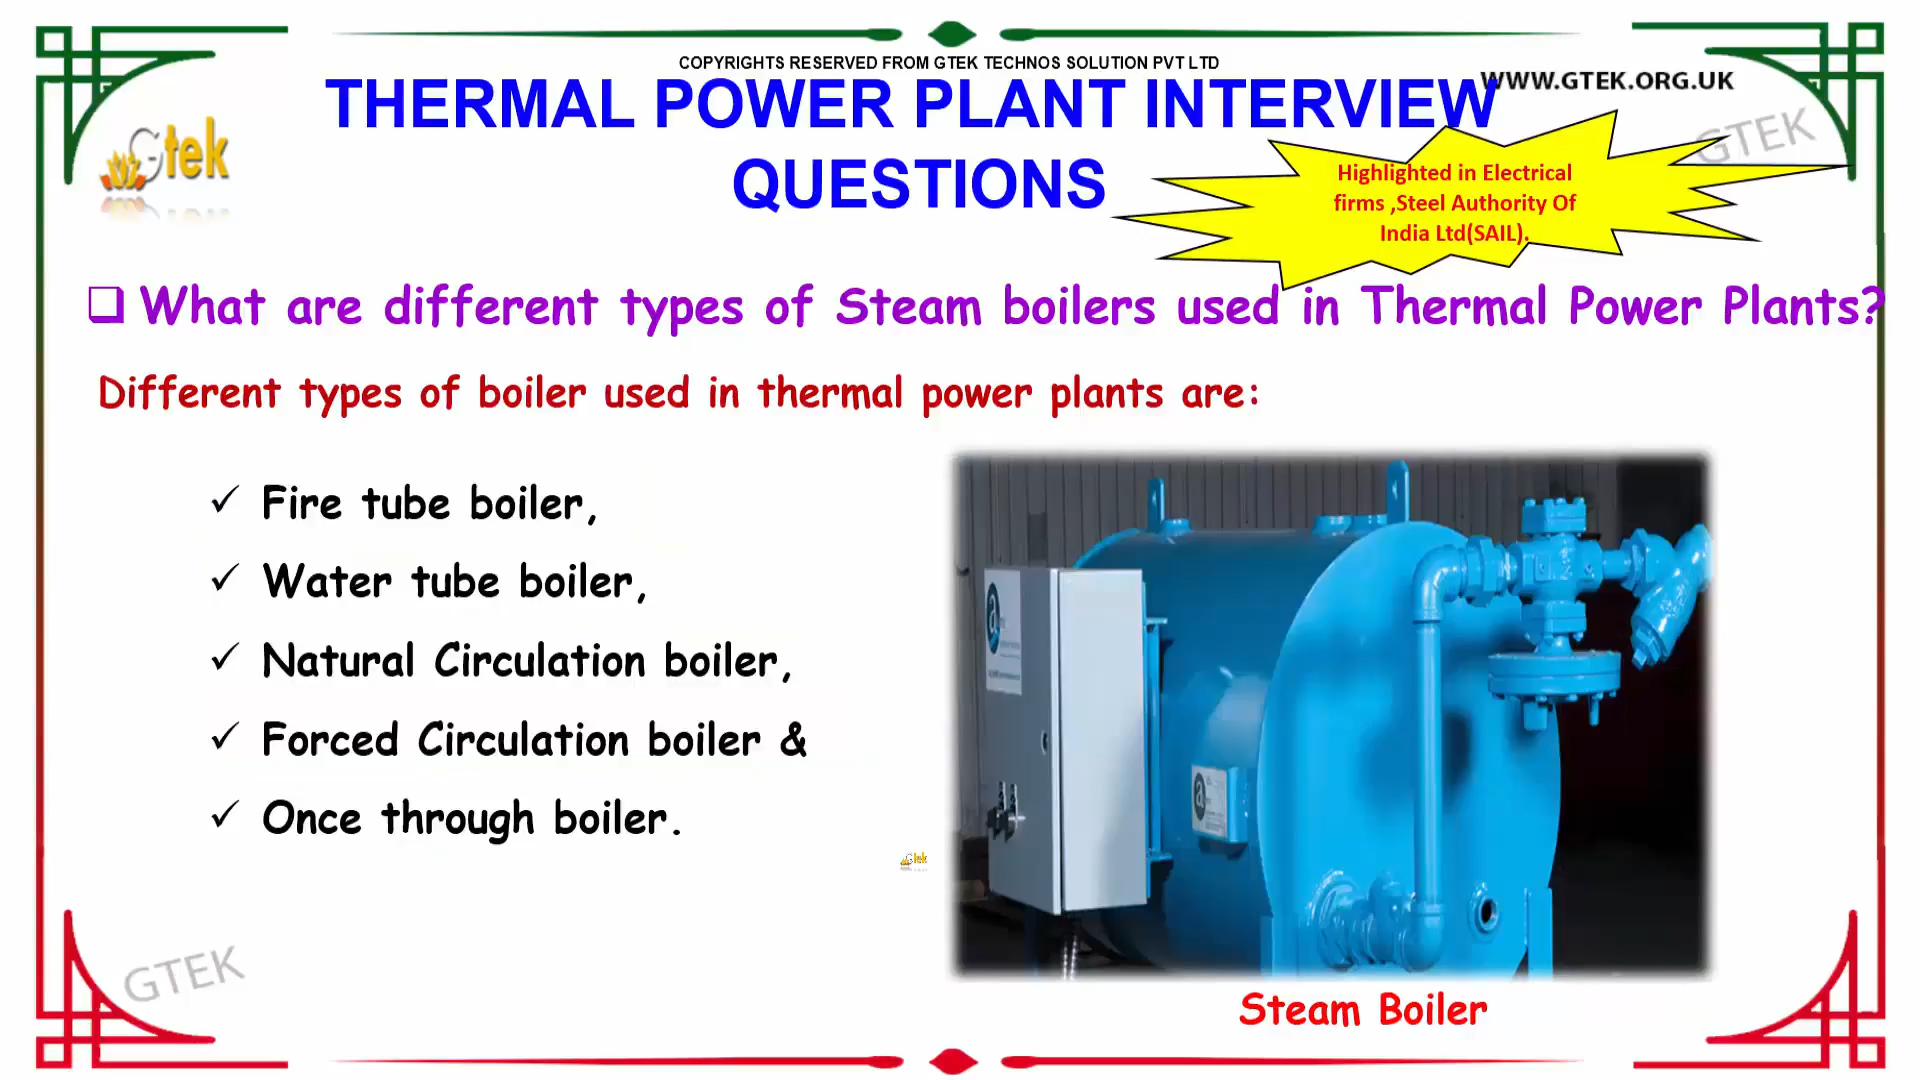 COPYRIGHTS RESERVED FROM GTEK TECHNOS SOLUTION PVT LTD
THERMAL POWER PLANT INTERVIEW
QUESTIONS
WWW.GTEK.ORG.UK
Gtek
GTEK
Highlighted in Electrical
firms ,Steel Authority Of
India Ltd(SAIL).
What are different types of Steam boilers used in Thermal Power Plants?
Different types of boiler used in thermal power plants are:
Fire tube boiler,
Water tube boiler,
Natural Circulation boiler,
Forced Circulation boiler &
Once through boiler.
Gtek
a
a
GTEK
Steam Boiler